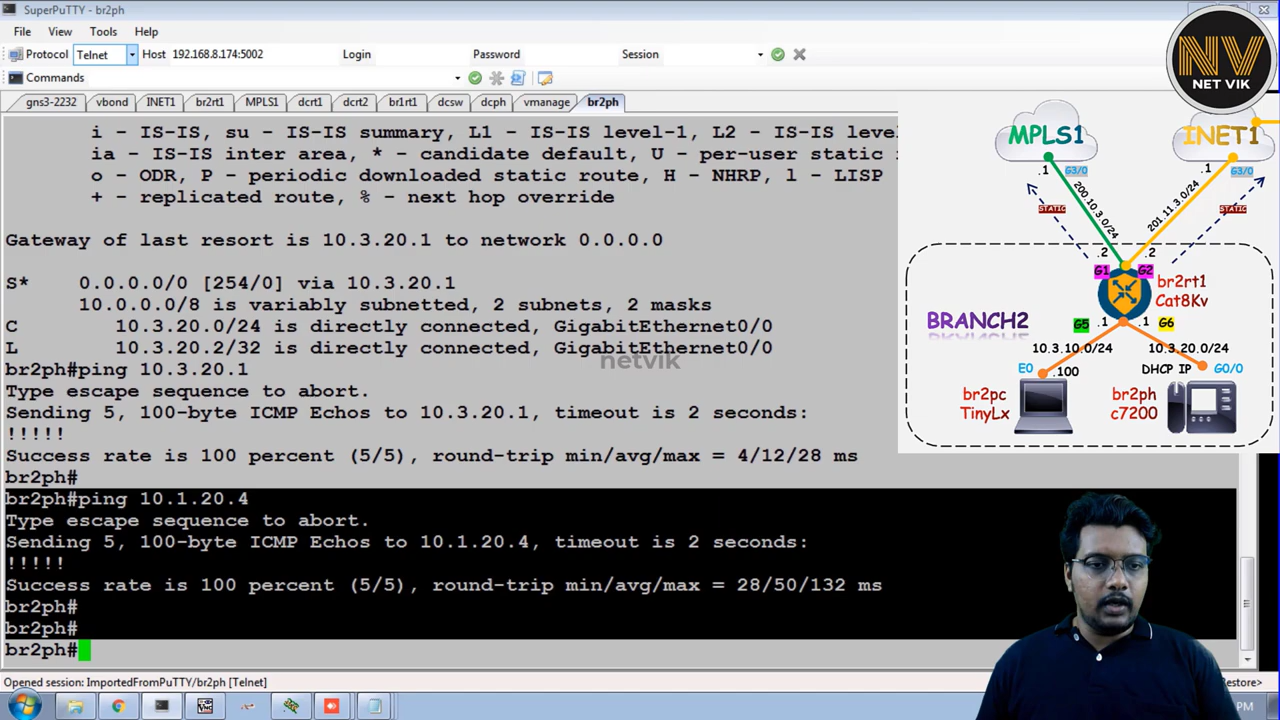 SuperPuTTY - br2ph
File View Tools Help
Protocol Telnet Host 192.168.8.174:5002 Login Password Session
Commands
gns3-2232 vbond INET1 br2rt1 MPLS1 dcrt1 dcrt2 br1rt1 dcsw dcph vmanage br2ph
i - IS-IS, su - IS-IS summary, L1 - IS-IS level-1, L2 - IS-IS leve
ia - IS-IS inter area, * - candidate default, U - per-user static
o - ODR, P - periodic downloaded static route, H - NHRP, l - LISP
+ - replicated route, % - next hop override
Gateway of last resort is 10.3.20.1 to network 0.0.0.0
S* 0.0.0.0/0 [254/0] via 10.3.20.1
10.0.0.0/8 is variably subnetted, 2 subnets, 2 masks
C 10.3.20.0/24 is directly connected, GigabitEthernet0/0
L 10.3.20.2/32 is directly connected, GigabitEthernet0/0
netvik
br2ph#ping 10.3.20.1
Type escape sequence to abort.
Sending 5, 100-byte ICMP Echos to 10.3.20.1, timeout is 2 seconds:
!!!!!
Success rate is 100 percent (5/5), round-trip min/avg/max = 4/12/28 ms
br2ph#
br2ph#ping 10.1.20.4
Type escape sequence to abort.
Sending 5, 100-byte ICMP Echos to 10.1.20.4, timeout is 2 seconds:
!!!!!
Success rate is 100 percent (5/5), round-trip min/avg/max = 28/50/132 ms
br2ph#
br2ph#
br2ph#
Opened session: ImportedFromPuTTY/br2ph [Telnet]
Restore>
PM
NV
NET VIK
MPLS1 INET1
.1 G3/0 .1 G3/0
200.10.3.0/24 201.11.3.0/24
STATIC STATIC
.2 .2
G1 G2
br2rt1
Cat8Kv
BRANCH2
G5 .1 .1 G6
10.3.10.0/24 10.3.20.0/24
E0 .100 DHCP IP G0/0
br2pc
TinyLx
br2ph
c7200